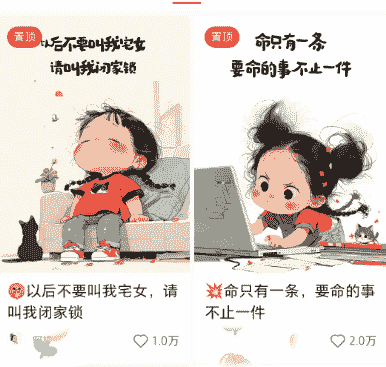 置顶
以后不要叫我宅女
请叫我闭家锁
以后不要叫我宅女，请
叫我闭家锁
1.0万
置顶
命只有一条
要命的事不止一件
命只有一条，要命的事
不止一件
2.0万